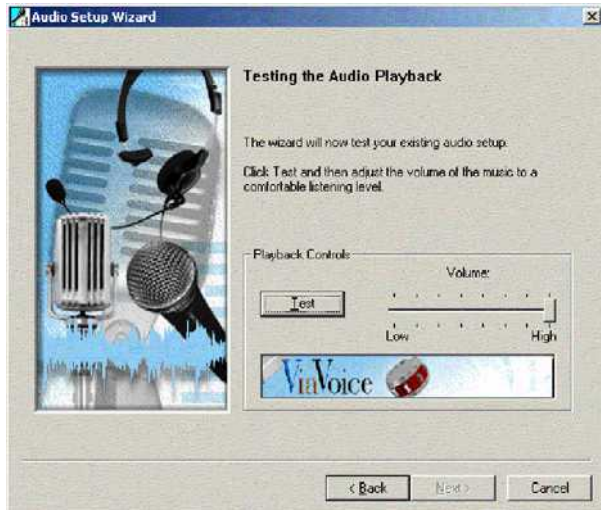 Audio Setup Wizard
Testing the Audio Playback
The wizard will now test your existing audio setup.
Click Test and then adjust the volume of the music to a
comfortable listening level.
Playback Controls
Volume:
Test
Low High
ViaVoice
< Back Next > Cancel